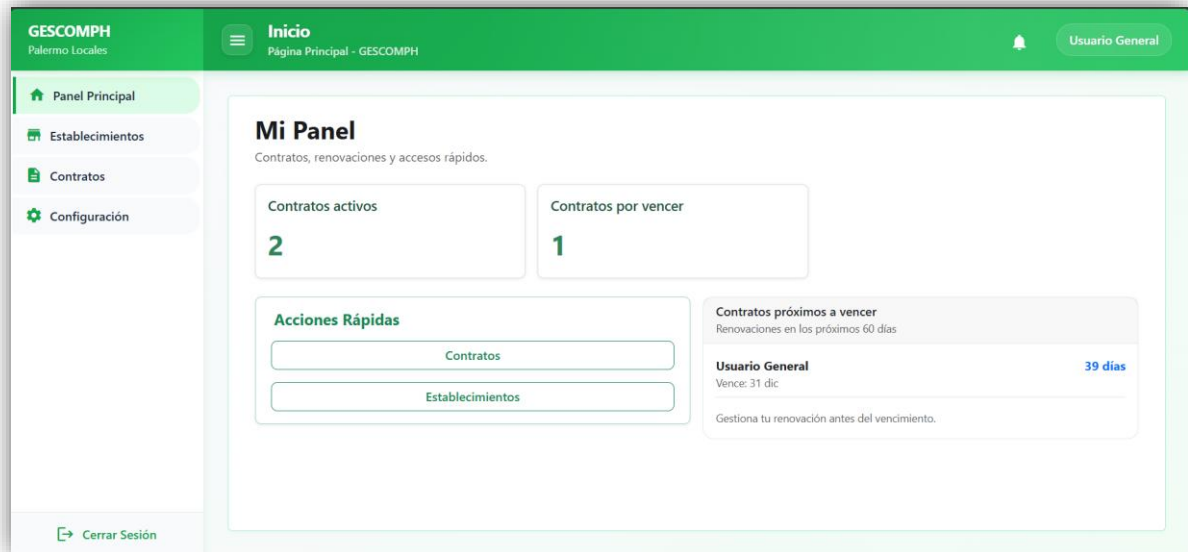 GESCOMPH
Palermo Locales
Inicio
Página Principal - GESCOMPH
Usuario General
Panel Principal
Establecimientos
Contratos
Configuración
Cerrar Sesión
Mi Panel
Contratos, renovaciones y accesos rápidos.
Contratos activos
2
Contratos por vencer
1
Acciones Rápidas
Contratos
Establecimientos
Contratos próximos a vencer
Renovaciones en los próximos 60 días
Usuario General
39 días
Vence: 31 dic
Gestiona tu renovación antes del vencimiento.